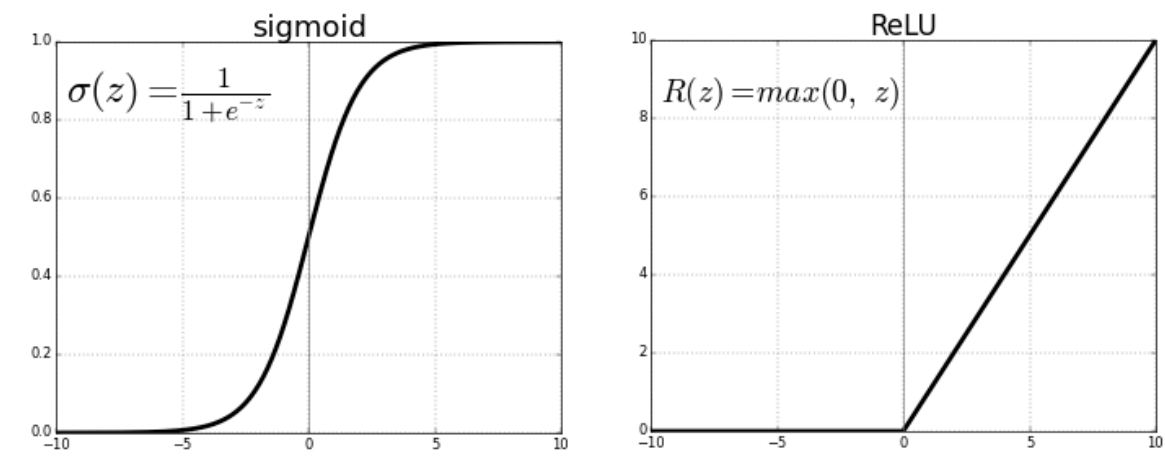 sigmoid
σ(z) = 1/(1+e^{-z})
1.0
0.8
0.6
0.4
0.2
0.0
−10 −5 0 5 10
ReLU
R(z) = max(0, z)
10
8
6
4
2
0
−10 −5 0 5 10